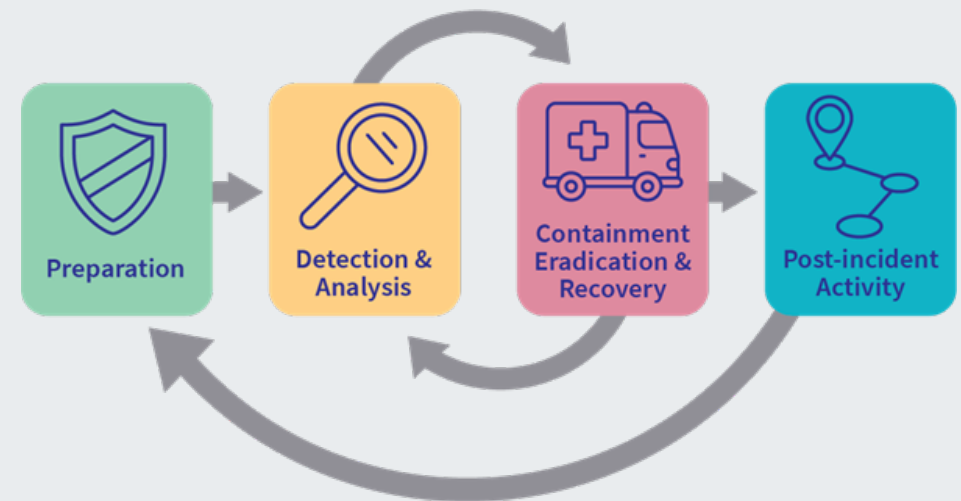 Preparation
Detection &
Analysis
Containment
Eradication &
Recovery
Post-incident
Activity